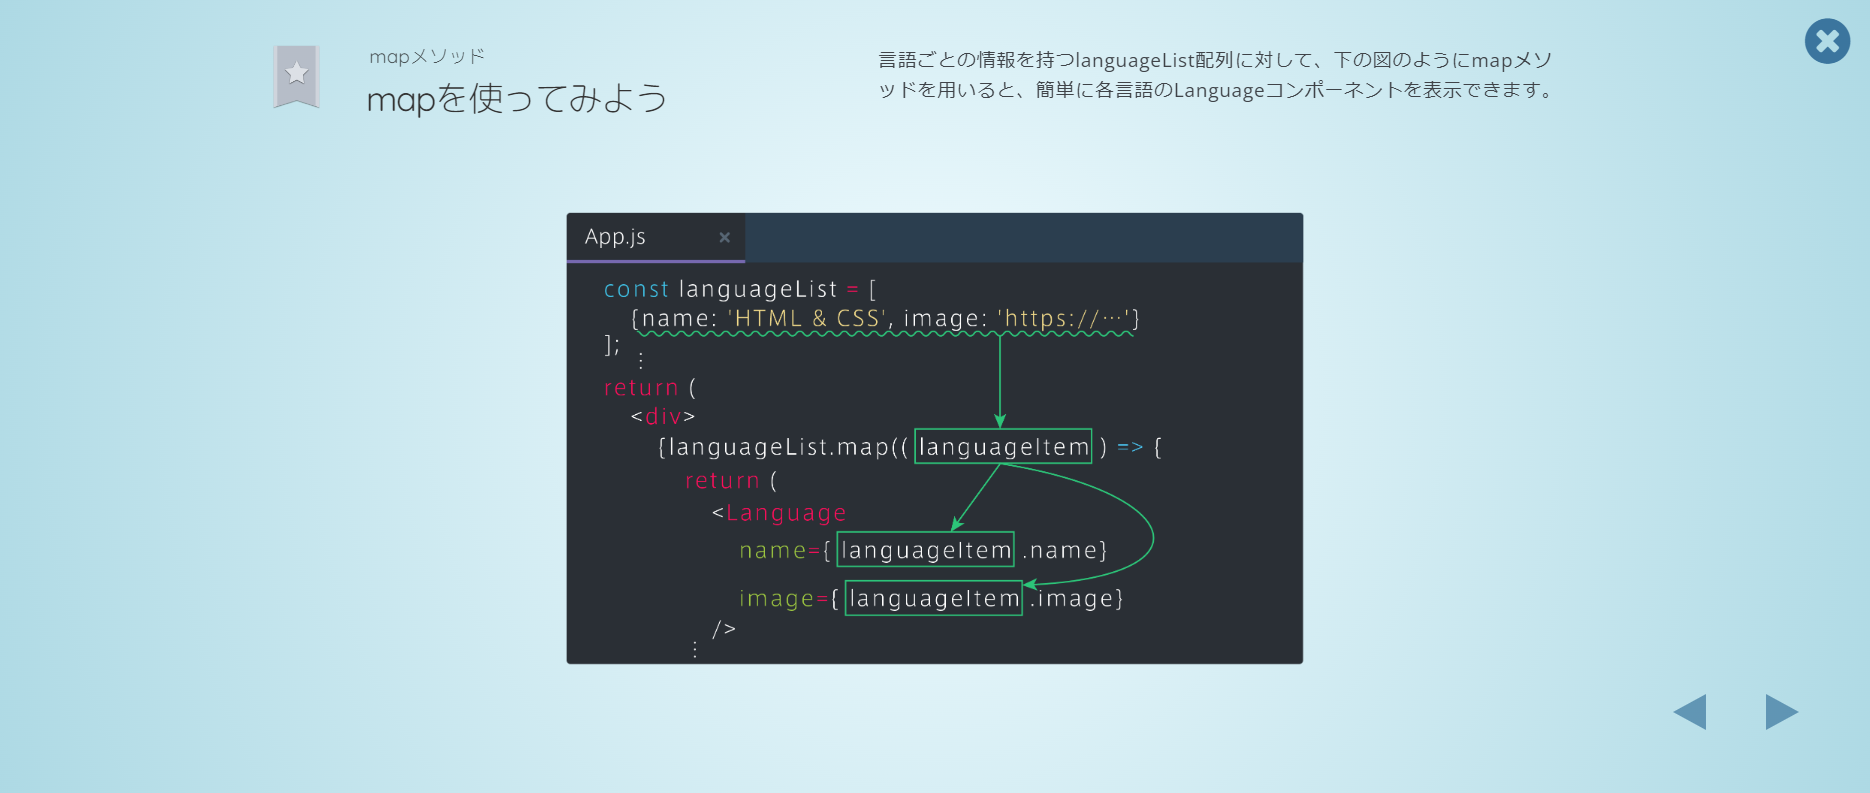 mapメソッド
mapを使ってみよう
言語ごとの情報を持つlanguageList配列に対して、下の図のようにmapメソ
ッドを用いると、簡単に各言語のLanguageコンポーネントを表示できます。
App.js ×
const languageList = [
{name: 'HTML & CSS', image: 'https://…'}
];
⋮
return (
<div>
{languageList.map(( languageItem ) => {
return (
<Language
name={ languageItem .name}
image={ languageItem .image}
/>
⋮